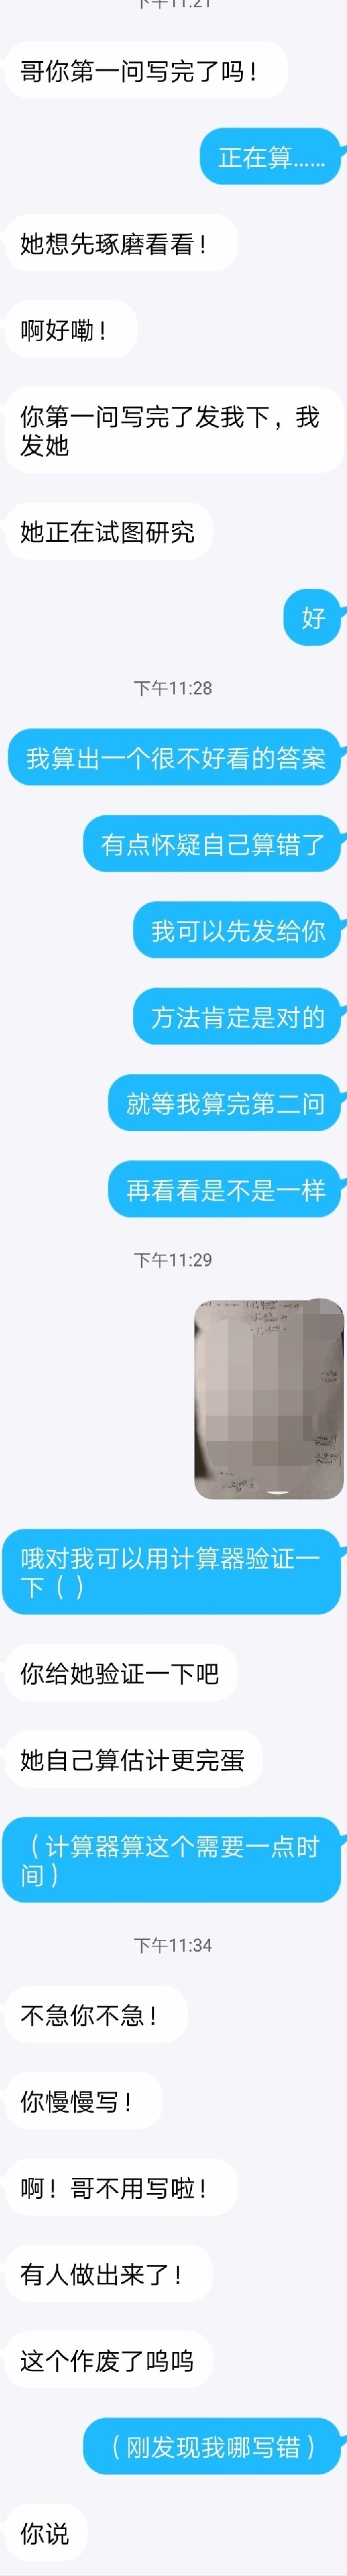 下午11:21
哥你第一问写完了吗！
正在算……
她想先琢磨看看！
啊好嘞！
你第一问写完了发我下，我
发她
她正在试图研究
好
下午11:28
我算出一个很不好看的答案
有点怀疑自己算错了
我可以先发给你
方法肯定是对的
就等我算完第二问
再看看是不是一样
下午11:29
哦对我可以用计算器验证一
下（）
你给她验证一下吧
她自己算估计更完蛋
（计算器算这个需要一点时
间）
下午11:34
不急你不急！
你慢慢写！
啊！哥不用写啦！
有人做出来了！
这个作废了呜呜
（刚发现我哪写错）
你说